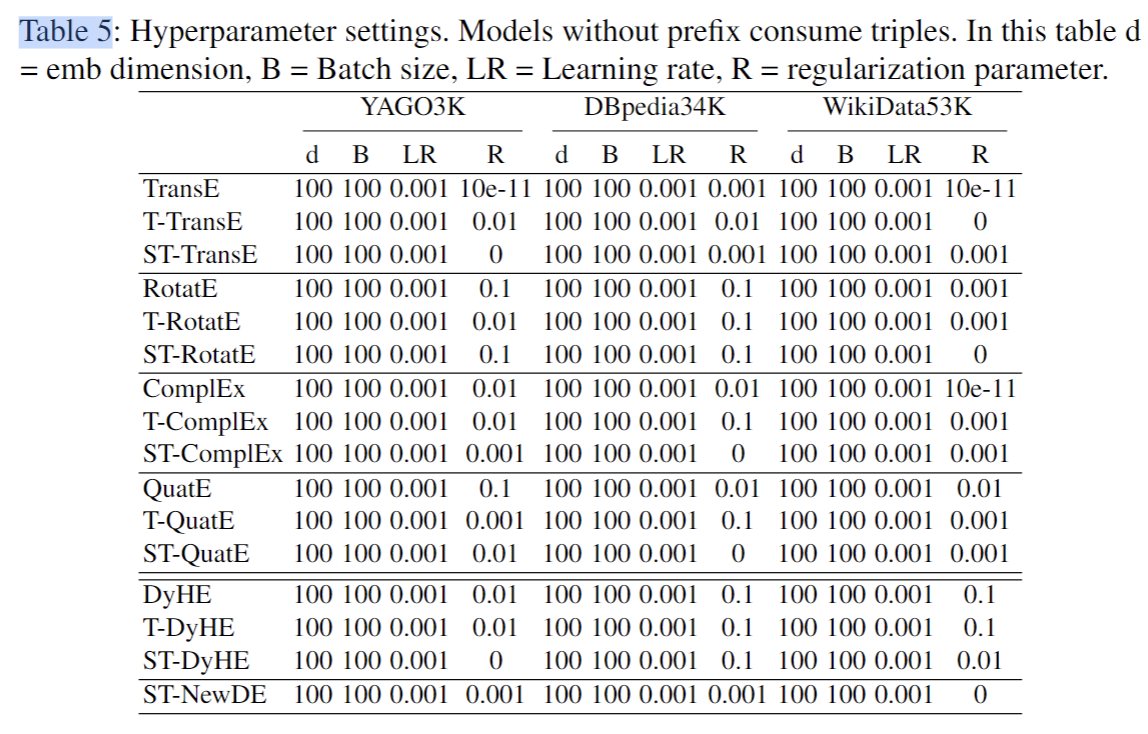 Table 5: Hyperparameter settings. Models without prefix consume triples. In this table d
= emb dimension, B = Batch size, LR = Learning rate, R = regularization parameter.
YAGO3K DBpedia34K WikiData53K
d B LR R d B LR R d B LR R
TransE 100 100 0.001 10e-11 100 100 0.001 0.001 100 100 0.001 10e-11
T-TransE 100 100 0.001 0.01 100 100 0.001 0.01 100 100 0.001 0
ST-TransE 100 100 0.001 0 100 100 0.001 0.001 100 100 0.001 0.001
RotatE 100 100 0.001 0.1 100 100 0.001 0.1 100 100 0.001 0.001
T-RotatE 100 100 0.001 0.01 100 100 0.001 0.1 100 100 0.001 0.001
ST-RotatE 100 100 0.001 0.1 100 100 0.001 0.1 100 100 0.001 0
ComplEx 100 100 0.001 0.01 100 100 0.001 0.01 100 100 0.001 10e-11
T-ComplEx 100 100 0.001 0.01 100 100 0.001 0.1 100 100 0.001 0.001
ST-ComplEx 100 100 0.001 0.001 100 100 0.001 0 100 100 0.001 0.001
QuatE 100 100 0.001 0.1 100 100 0.001 0.01 100 100 0.001 0.01
T-QuatE 100 100 0.001 0.001 100 100 0.001 0.1 100 100 0.001 0.001
ST-QuatE 100 100 0.001 0.01 100 100 0.001 0 100 100 0.001 0.001
DyHE 100 100 0.001 0.01 100 100 0.001 0.1 100 100 0.001 0.1
T-DyHE 100 100 0.001 0.01 100 100 0.001 0.1 100 100 0.001 0.1
ST-DyHE 100 100 0.001 0 100 100 0.001 0.1 100 100 0.001 0.01
ST-NewDE 100 100 0.001 0.001 100 100 0.001 0.001 100 100 0.001 0